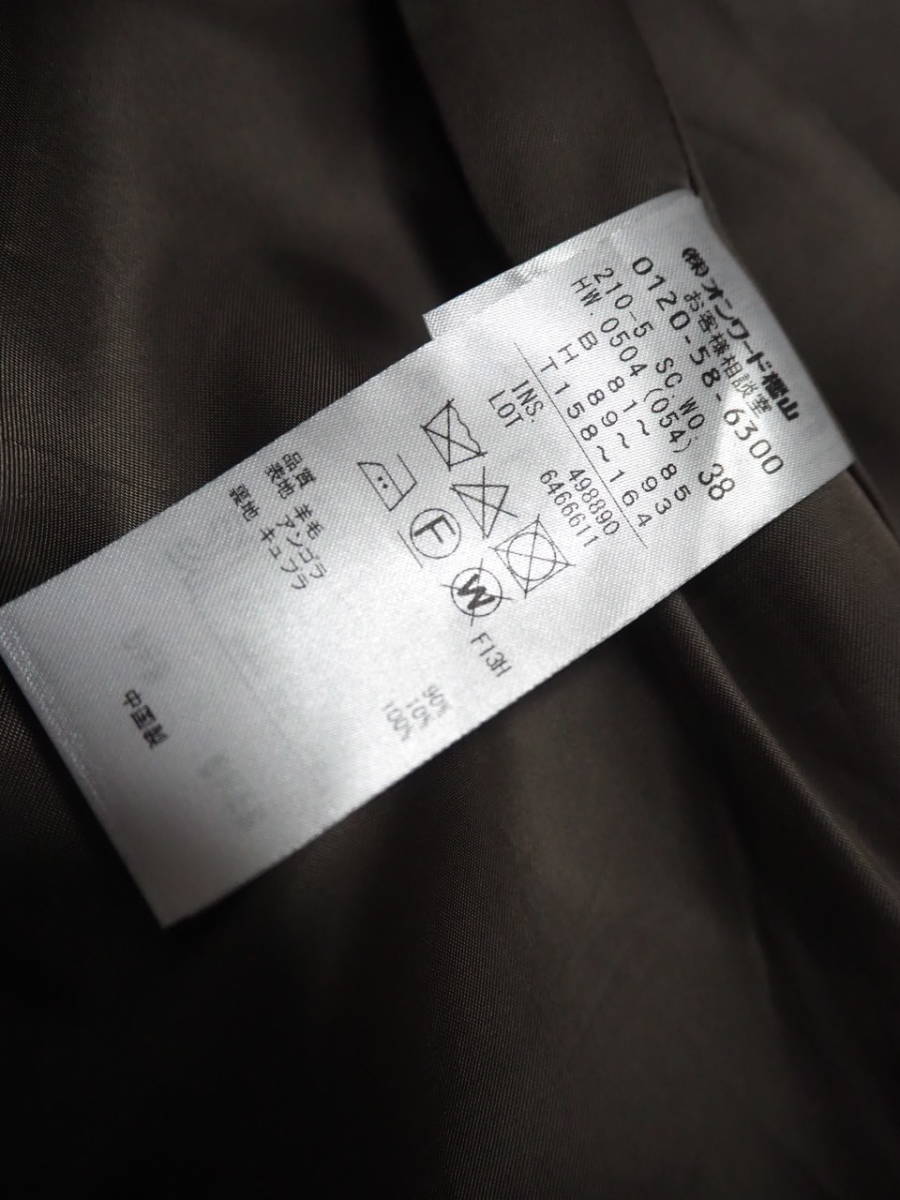 ㈱オンワード樫山
お客様相談室
0120-58-6300
210-5 SC.WO. 38
HW.0504(054)
B 81~ 85
H 89~ 93
T158~164
INS. 498890
LOT 6466611
F
W
F13H
品質
表地 羊毛 90%
アンゴラ 10%
裏地 キュプラ 100%
中国製